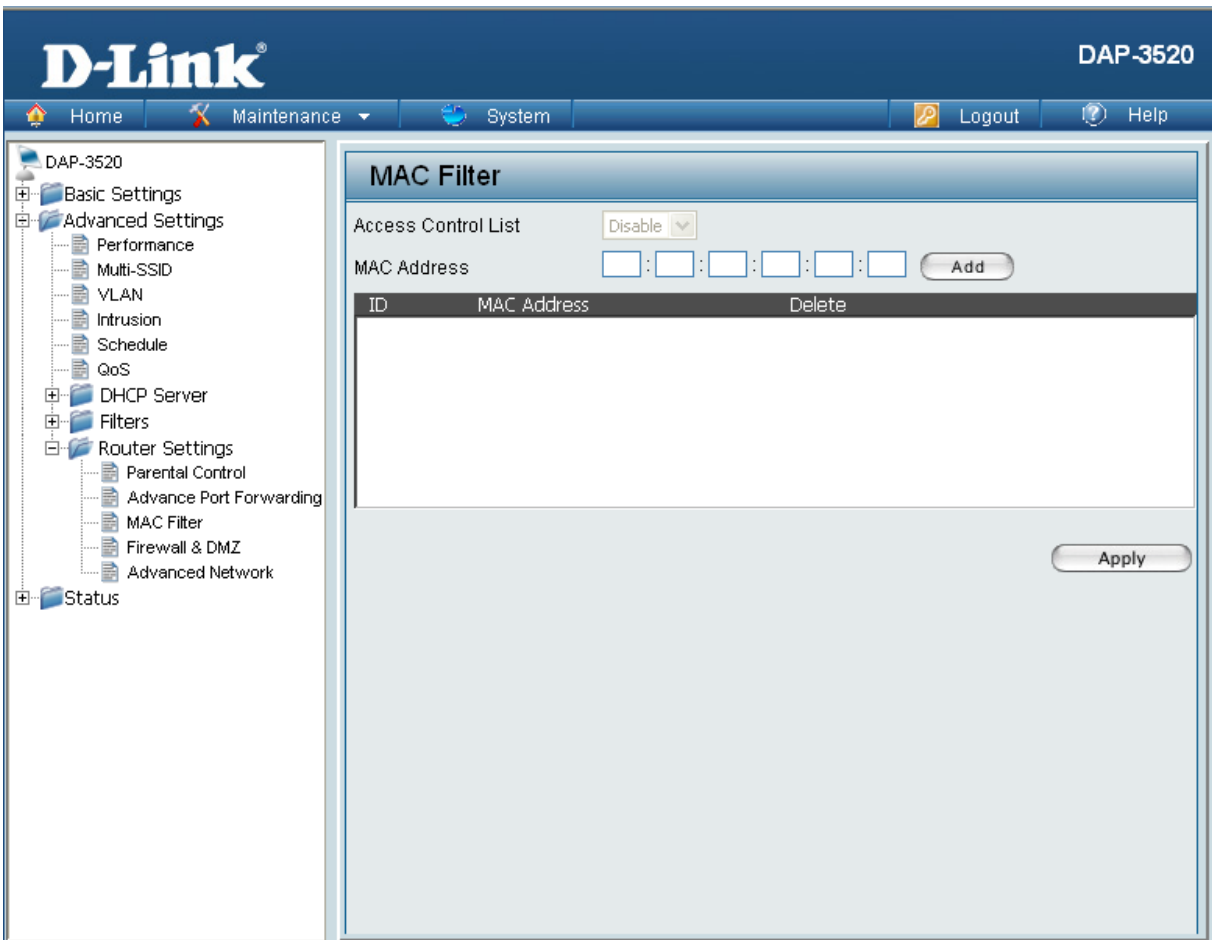 D-Link®
DAP-3520
Home Maintenance System Logout Help
DAP-3520
Basic Settings
Advanced Settings
Performance
Multi-SSID
VLAN
Intrusion
Schedule
QoS
DHCP Server
Filters
Router Settings
Parental Control
Advance Port Forwarding
MAC Filter
Firewall & DMZ
Advanced Network
Status
MAC Filter
Access Control List Disable
MAC Address : : : : : Add
ID MAC Address Delete
Apply